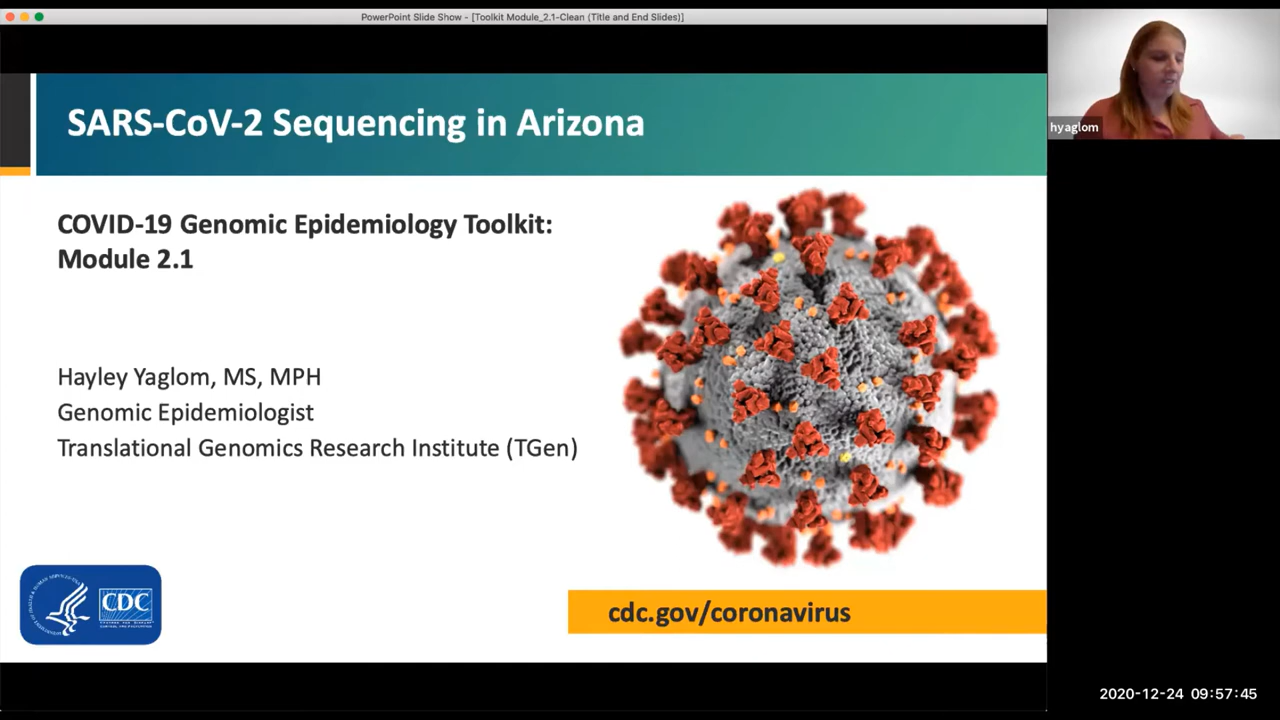 PowerPoint Slide Show - [Toolkit Module_2.1-Clean (Title and End Slides)]
SARS-CoV-2 Sequencing in Arizona
COVID-19 Genomic Epidemiology Toolkit:
Module 2.1
Hayley Yaglom, MS, MPH
Genomic Epidemiologist
Translational Genomics Research Institute (TGen)
CDC
cdc.gov/coronavirus
hyaglom
2020-12-24 09:57:45